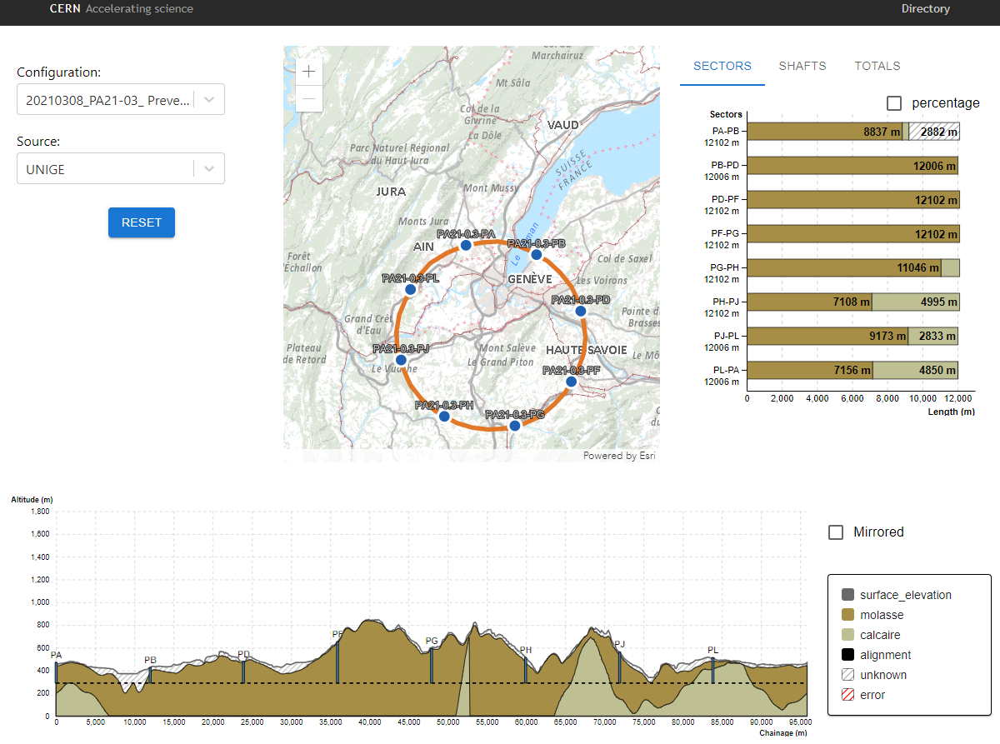 CERN Accelerating science
Directory
Configuration:
20210308_PA21-03_ Preve...
Source:
UNIGE
RESET
Marchairuz
Mt Sâla
Col de la
Givrine
La Dôle
VAUD
Parc Naturel Régional
du Haut-Jura
SUISSE
FRANCE
JURA
Mont Mussy
Monts Jura
PA21-0.3-PA
AIN
PA21-0.3-PB
Forêt
d'Echallon
Col de Saxel
PA21-0.3-PL
GENÈVE
Les Voirons
PA21-0.3-PD
Grand Crêt
d'Eau
Pointe d
Brasses
Plateau
de Retord
PA21-0.3-PJ
Mont Salève
HAUTE-SAVOIE
Le Vuache
Le Grand Piton
Le Mô
PA21-0.3-PF
PA21-0.3-PH
PA21-0.3-PG
Powered by Esri
SECTORS SHAFTS TOTALS
percentage
Sectors
PA-PB 8837 m 2882 m
12102 m
PB-PD 12006 m
12006 m
PD-PF 12102 m
12102 m
PF-PG 12102 m
12102 m
PG-PH 11046 m
12102 m
PH-PJ 7108 m 4995 m
12102 m
PJ-PL 9173 m 2833 m
12006 m
PL-PA 7156 m 4850 m
12006 m
0 2,000 4,000 6,000 8,000 10,000 12,000
Length (m)
Altitude (m)
1,800
1,600
1,400
1,200
1,000
800
600
400
200
0
PA PB PD PF PG PH PJ PL
0 5,000 10,000 15,000 20,000 25,000 30,000 35,000 40,000 45,000 50,000 55,000 60,000 65,000 70,000 75,000 80,000 85,000 90,000 95,000
Chainage (m)
Mirrored
surface_elevation
molasse
calcaire
alignment
unknown
error